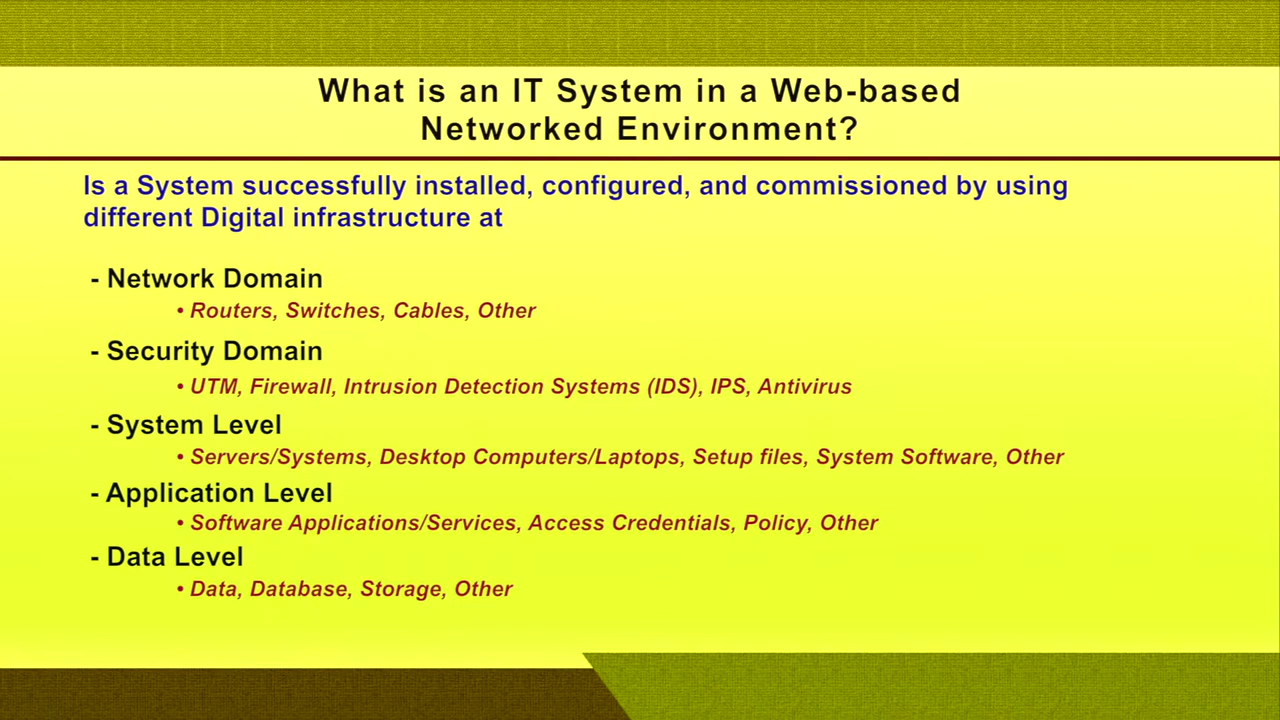 What is an IT System in a Web-based
Networked Environment?
Is a System successfully installed, configured, and commissioned by using
different Digital infrastructure at
- Network Domain
• Routers, Switches, Cables, Other
- Security Domain
• UTM, Firewall, Intrusion Detection Systems (IDS), IPS, Antivirus
- System Level
• Servers/Systems, Desktop Computers/Laptops, Setup files, System Software, Other
- Application Level
• Software Applications/Services, Access Credentials, Policy, Other
- Data Level
• Data, Database, Storage, Other